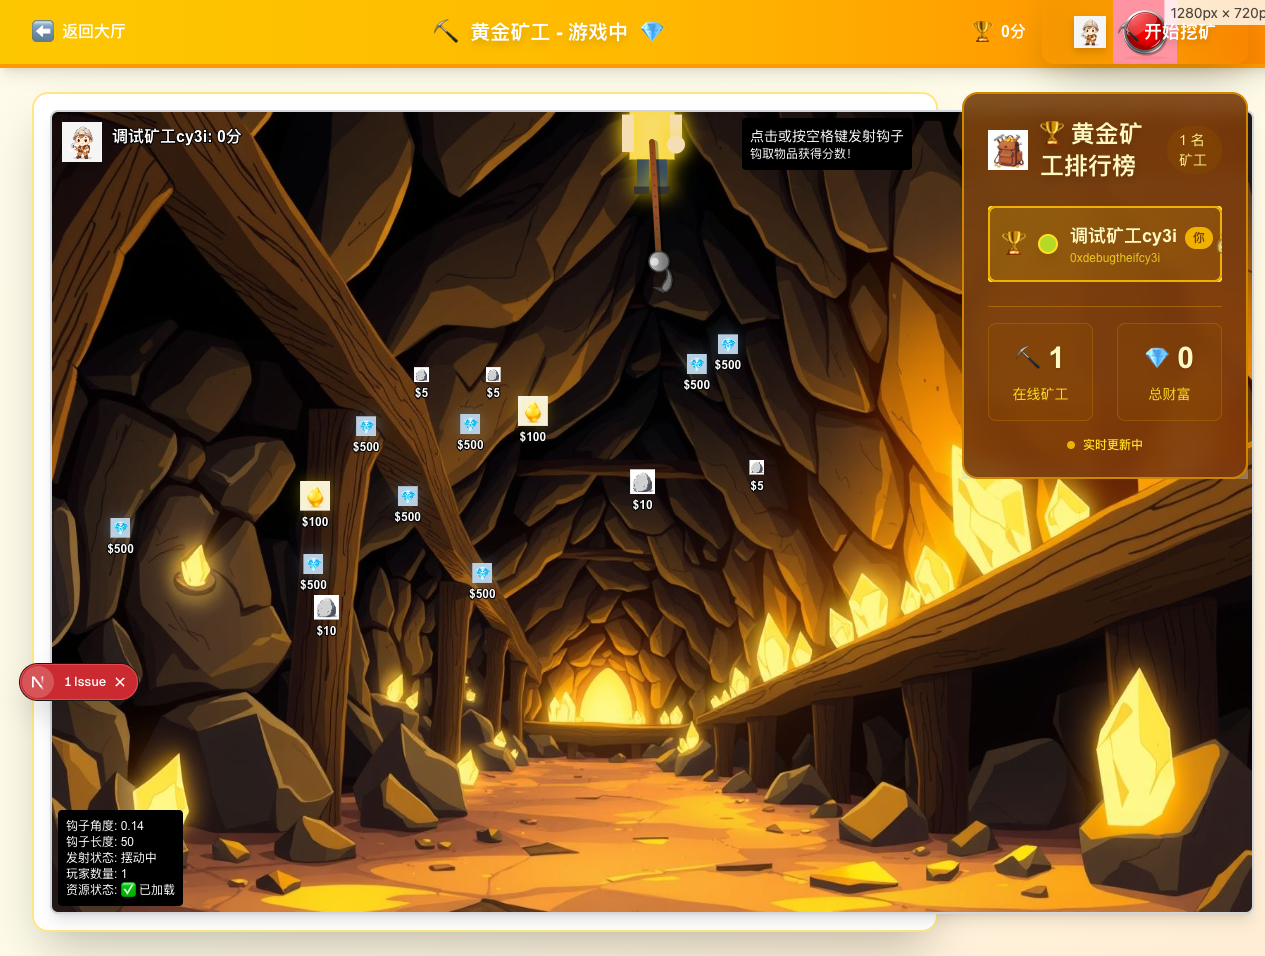 返回大厅
黄金矿工 - 游戏中
0分
开始挖矿
1280px × 720p
调试矿工cy3i: 0分
点击或按空格键发射钩子
钩取物品获得分数!
🏆 黄金矿
工排行榜
1 名
矿工
调试矿工cy3i
你
0xdebugtheifcy3i
1
在线矿工
0
总财富
实时更新中
$500
$500
$5
$5
$100
$500
$500
$10
$5
$100
$500
$500
$500
$500
$10
N
1 Issue
钩子角度: 0.14
钩子长度: 50
发射状态: 摆动中
玩家数量: 1
资源状态: ✅ 已加载